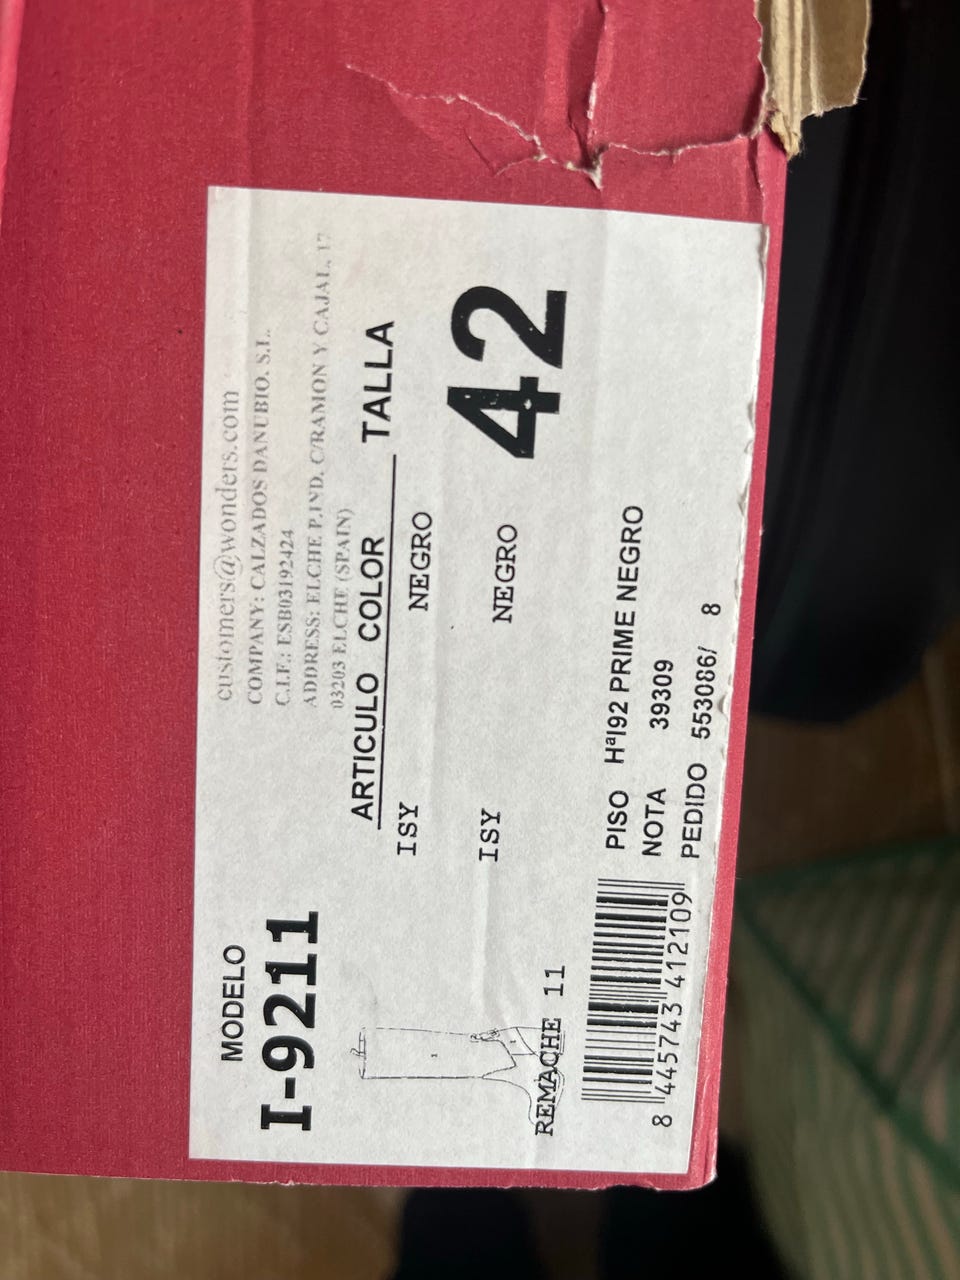 customers@wonders.com
COMPANY: CALZADOS DANUBIO. S.L.
C.I.F.: ESB03192424
ADDRESS: ELCHE P.IND. C/RAMON Y CAJAL, 17
03203 ELCHE (SPAIN)
MODELO
I-9211
ARTICULO COLOR TALLA
ISY NEGRO
ISY NEGRO
42
REMACHE 11
PISO HªI92 PRIME NEGRO
NOTA 39309
PEDIDO 553086/ 8
8 445743 412109